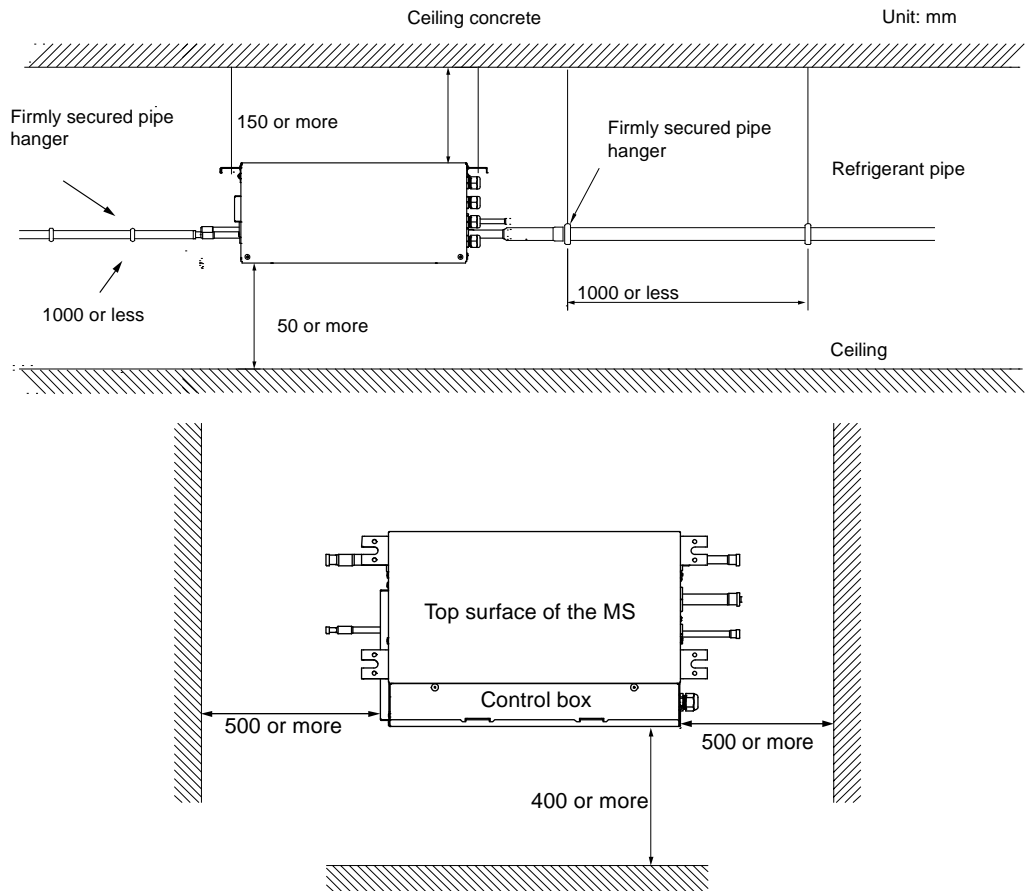 Ceiling concrete
Unit: mm
Firmly secured pipe
hanger
150 or more
Firmly secured pipe
hanger
Refrigerant pipe
1000 or less
1000 or less
50 or more
Ceiling
Top surface of the MS
Control box
500 or more
500 or more
400 or more